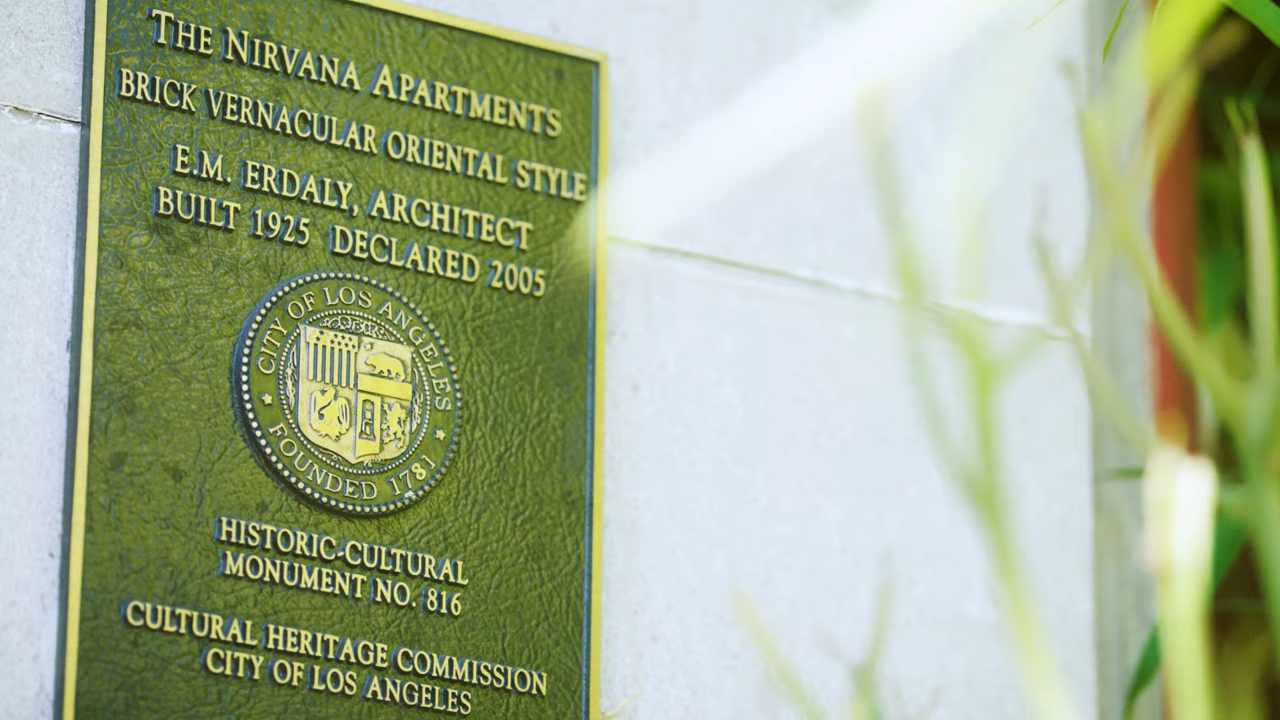 The Nirvana Apartments
BRICK VERNACULAR ORIENTAL STYLE
E.M. ERDALY, ARCHITECT
BUILT 1925 DECLARED 2005
CITY OF LOS ANGELES
FOUNDED 1781
HISTORIC-CULTURAL
MONUMENT NO. 816
CULTURAL HERITAGE COMMISSION
CITY OF LOS ANGELES